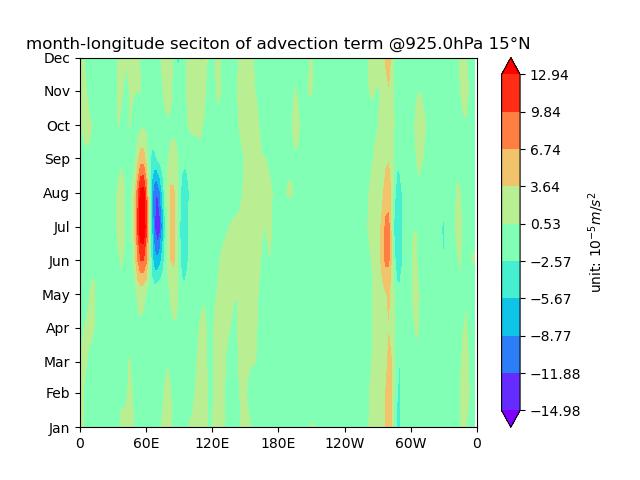 month-longitude seciton of advection term @925.0hPa 15°N
Dec
Nov
Oct
Sep
Aug
Jul
Jun
May
Apr
Mar
Feb
Jan
0 60E 120E 180E 120W 60W 0
12.94
9.84
6.74
3.64
0.53
−2.57
−5.67
−8.77
−11.88
−14.98
unit: 10⁻⁵m/s²